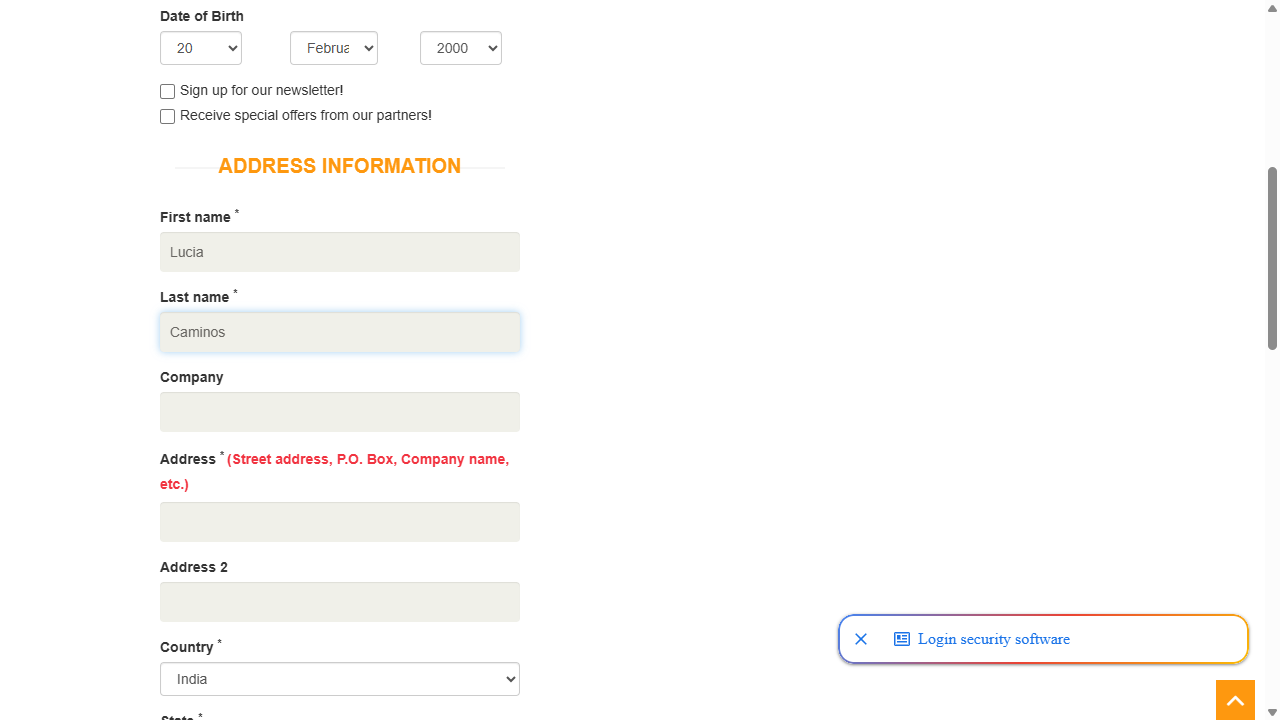 Date of Birth
20 Februa 2000
Sign up for our newsletter!
Receive special offers from our partners!
ADDRESS INFORMATION
First name *
Lucia
Last name *
Caminos
Company
Address * (Street address, P.O. Box, Company name,
etc.)
Address 2
Country *
India
State *
Login security software